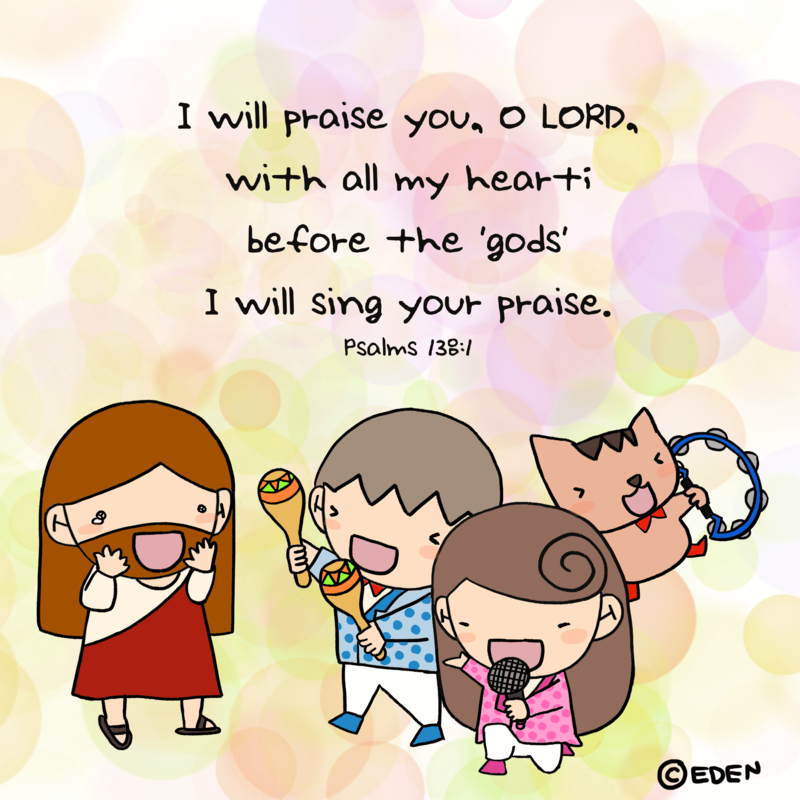 I will praise you, O LORD,
with all my heart;
before the 'gods'
I will sing your praise.
Psalms 138:1
©EDEN